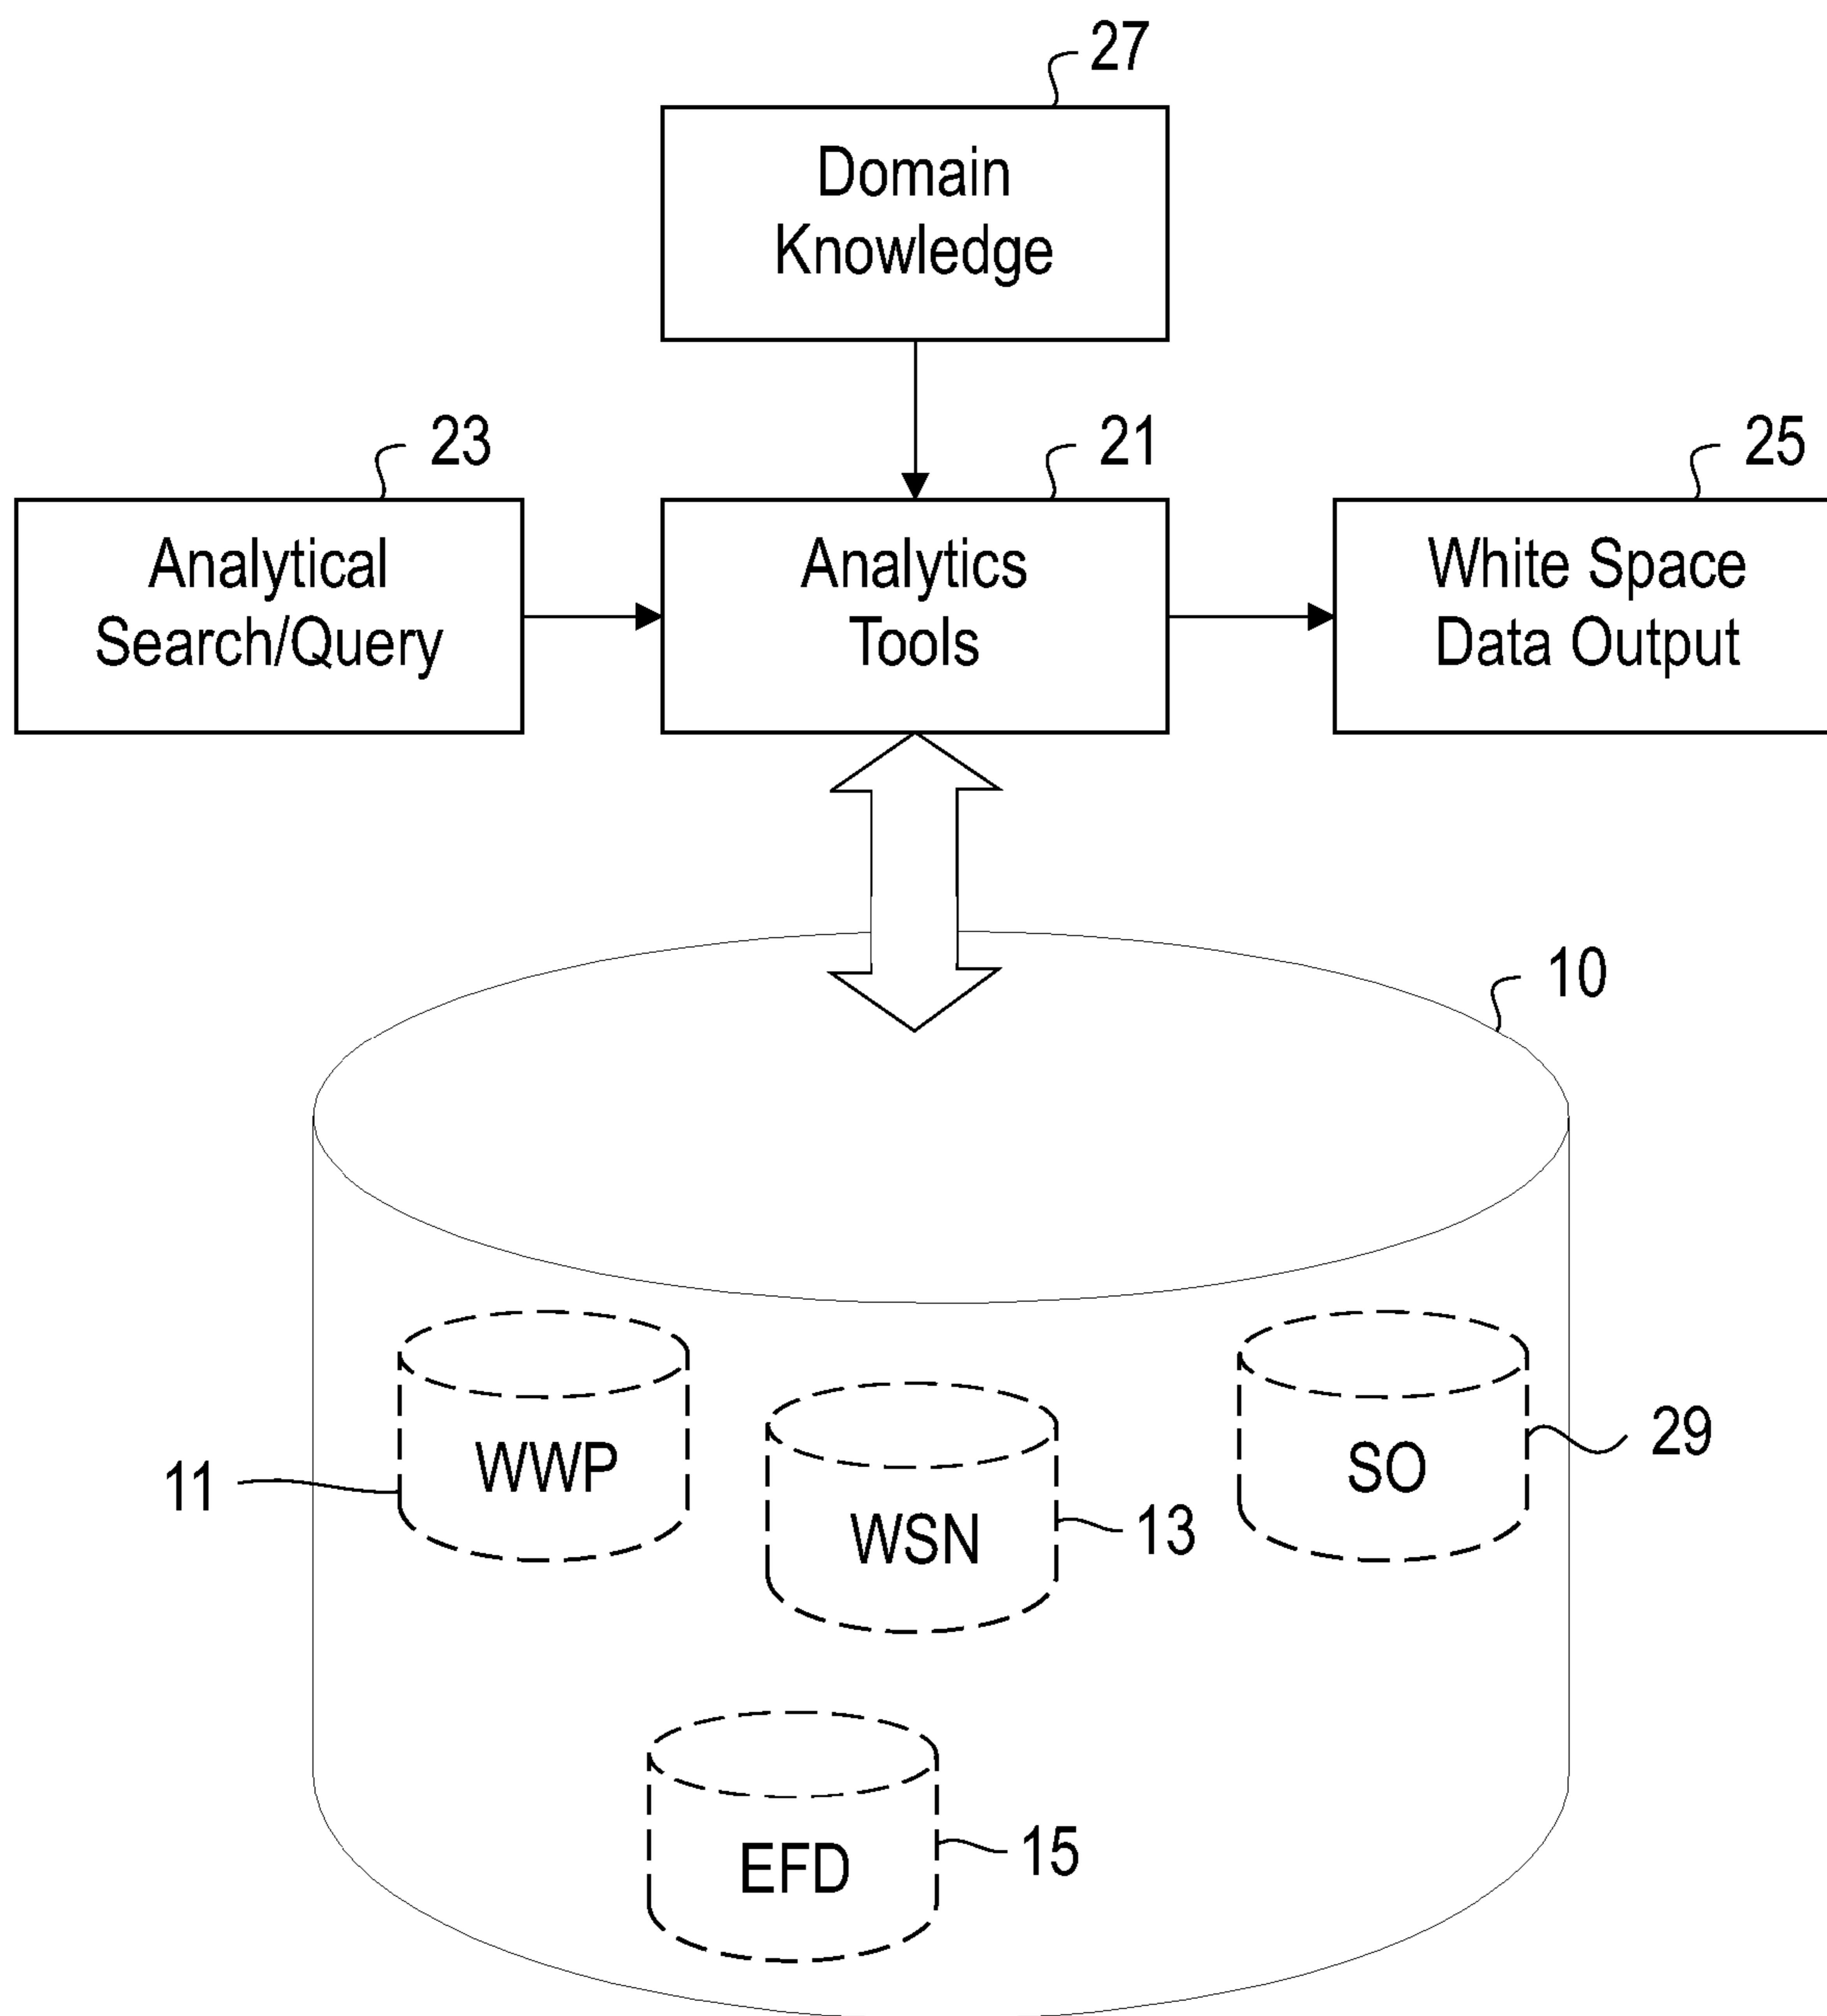 27
Domain
Knowledge
23
21
25
Analytical
Search/Query
Analytics
Tools
White Space
Data Output
10
WWP
11
WSN
13
SO
29
EFD
15